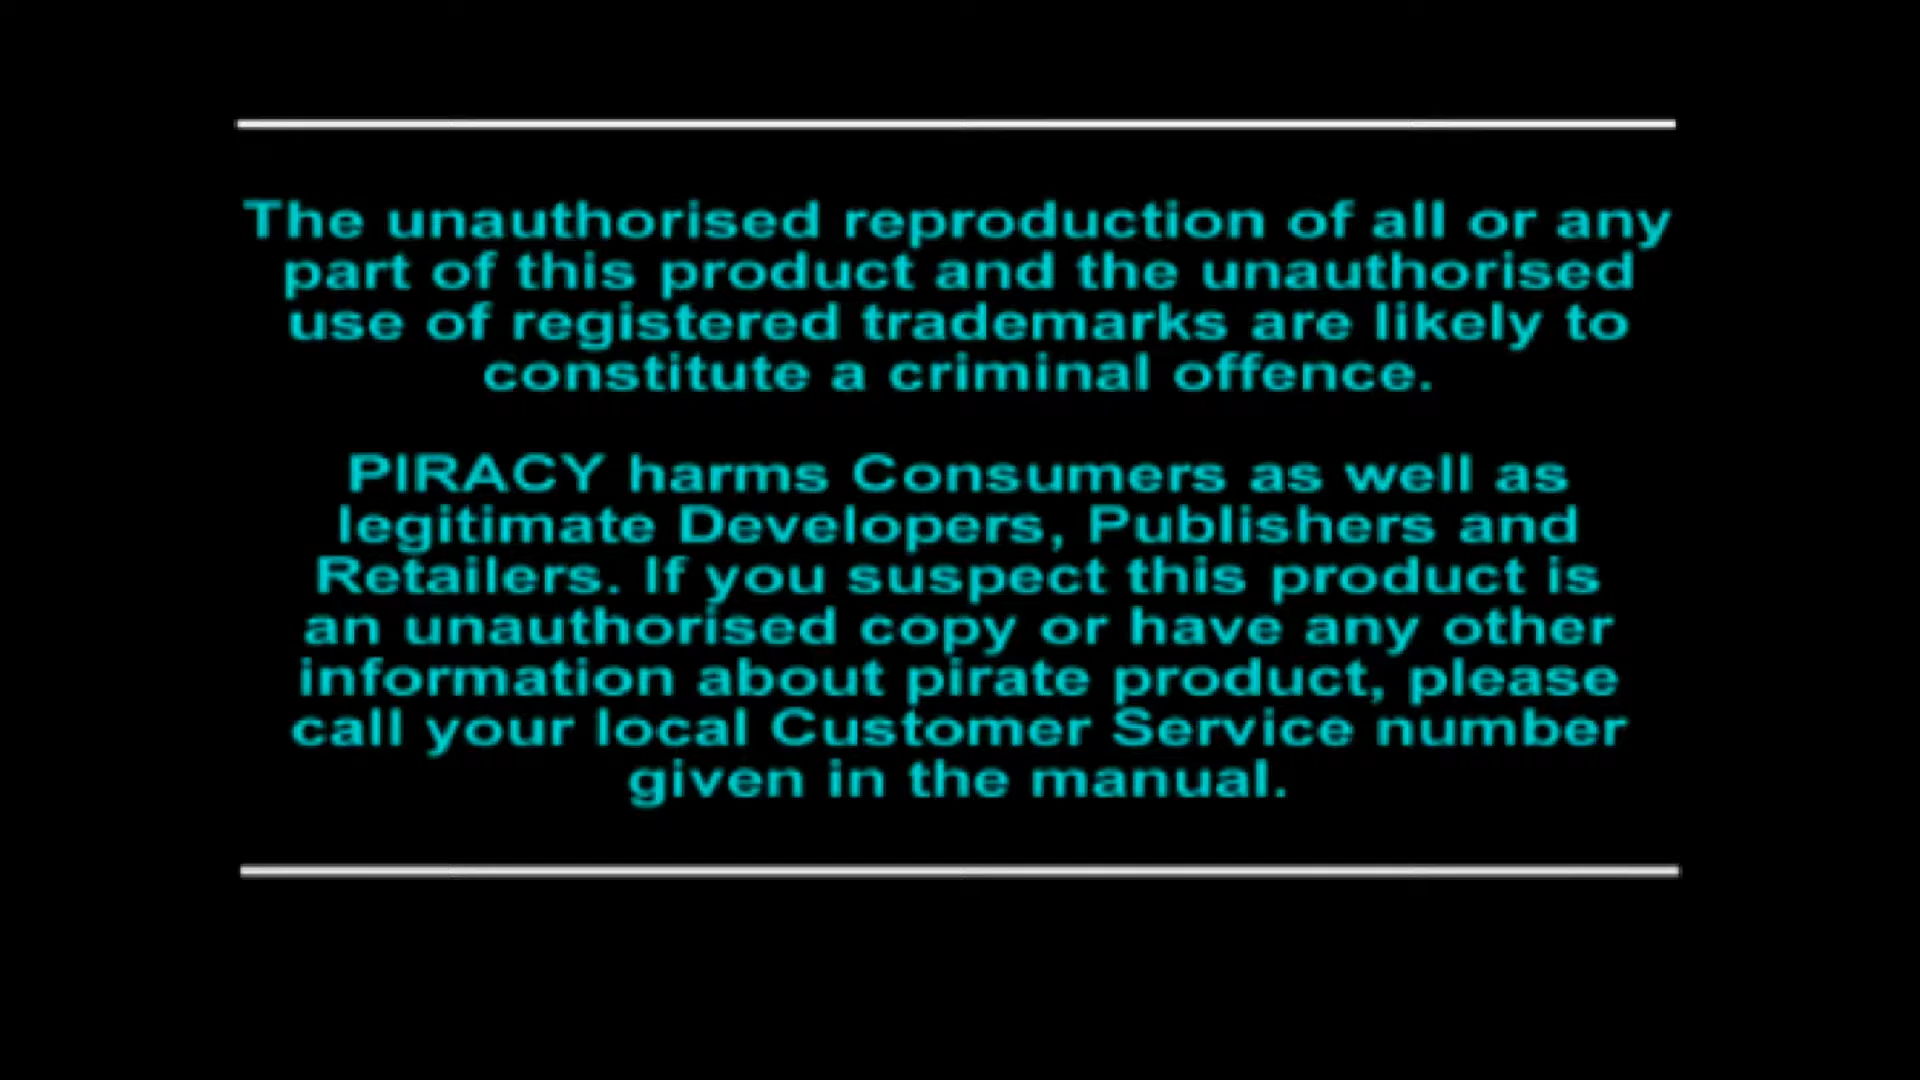 The unauthorised reproduction of all or any
part of this product and the unauthorised
use of registered trademarks are likely to
constitute a criminal offence.
PIRACY harms Consumers as well as
legitimate Developers, Publishers and
Retailers. If you suspect this product is
an unauthorised copy or have any other
information about pirate product, please
call your local Customer Service number
given in the manual.